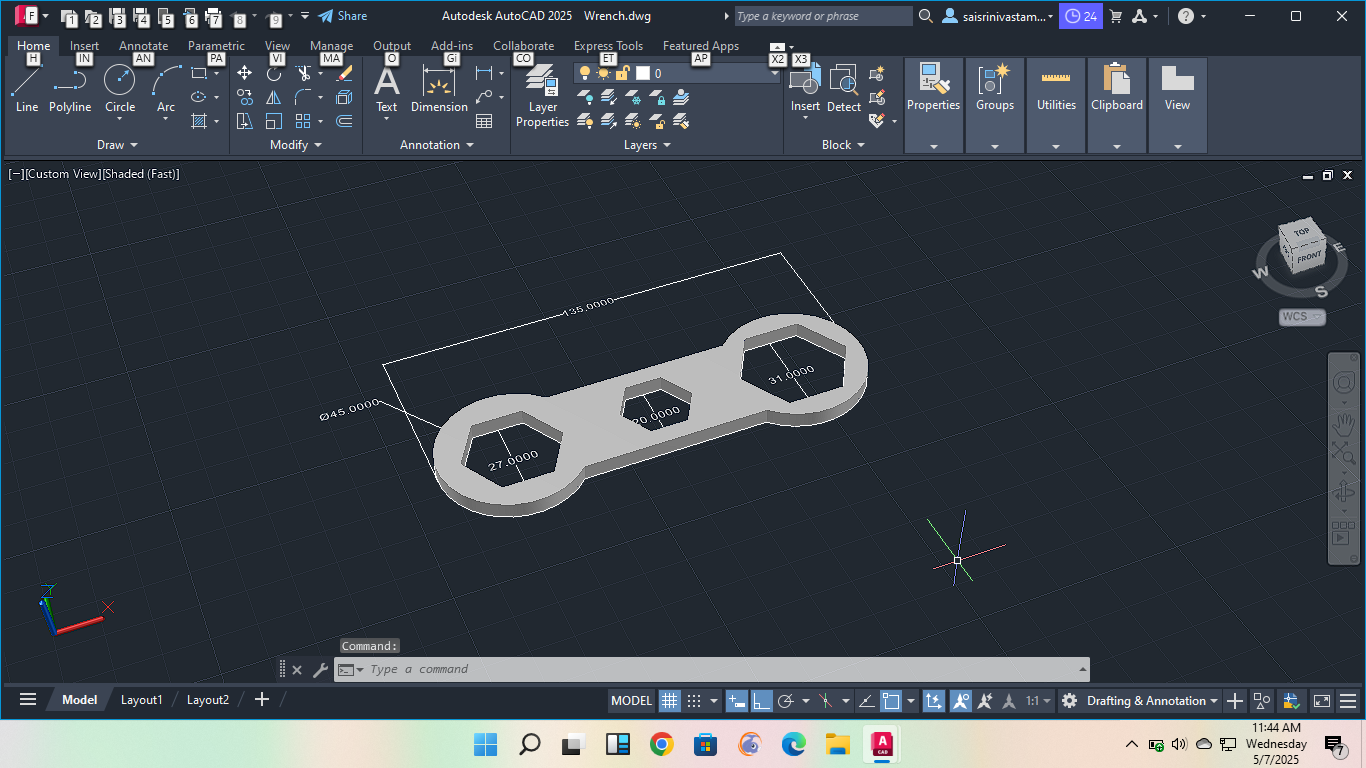 Autodesk AutoCAD 2025 Wrench.dwg
Share
Type a keyword or phrase
saisrinivastam...
24
F 1 2 3 4 5 6 7 8 9
Home Insert Annotate Parametric View Manage Output Add-ins Collaborate Express Tools Featured Apps
H IN AN PA VI MA O Gi CO ET AP X2 X3
Line Polyline Circle Arc
Text Dimension
Layer Properties
0
Insert Detect
Properties Groups Utilities Clipboard View
Draw Modify Annotation Layers Block
[−][Custom View][Shaded (Fast)]
TOP
FRONT
W
E
S
WCS
135.0000
31.0000
Ø45.0000
20.0000
27.0000
X
Command:
Type a command
Model Layout1 Layout2
MODEL
1:1
Drafting & Annotation
A CAD
11:44 AM
Wednesday
5/7/2025
7